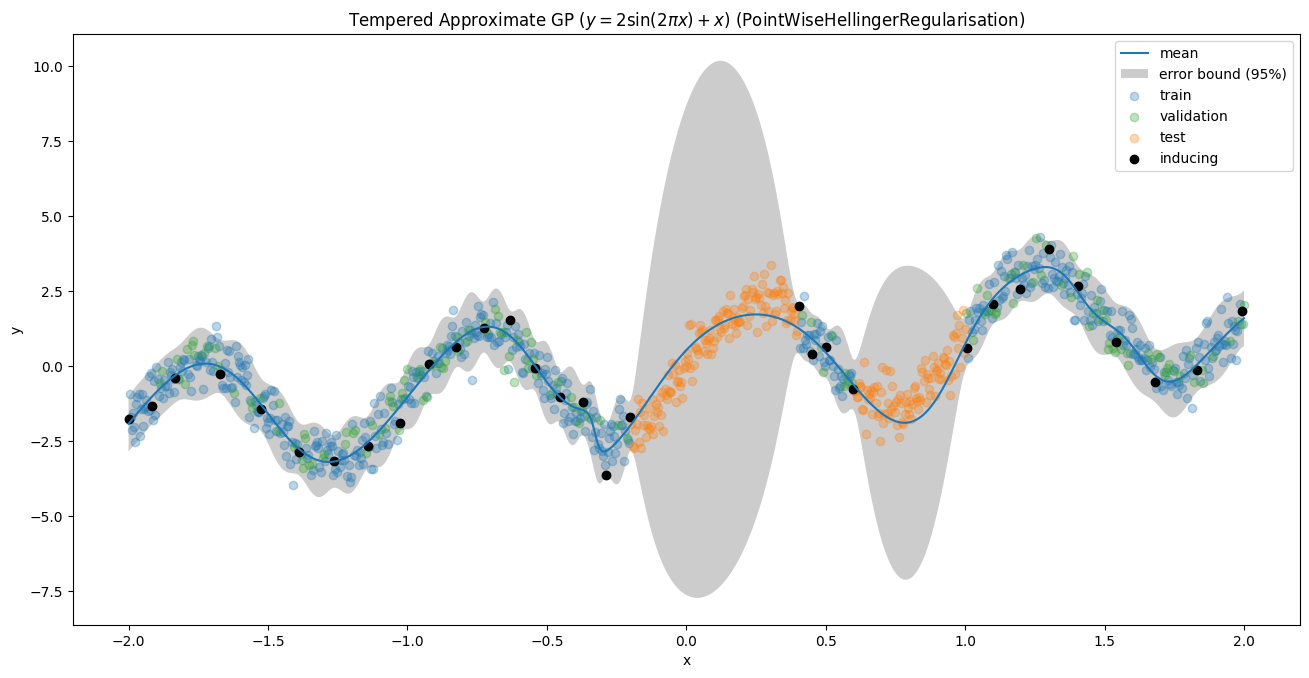 Tempered Approximate GP (y = 2sin(2πx) + x) (PointWiseHellingerRegularisation)
mean
error bound (95%)
train
validation
test
inducing
10.0
7.5
5.0
2.5
0.0
−2.5
−5.0
−7.5
y
−2.0 −1.5 −1.0 −0.5 0.0 0.5 1.0 1.5 2.0
x